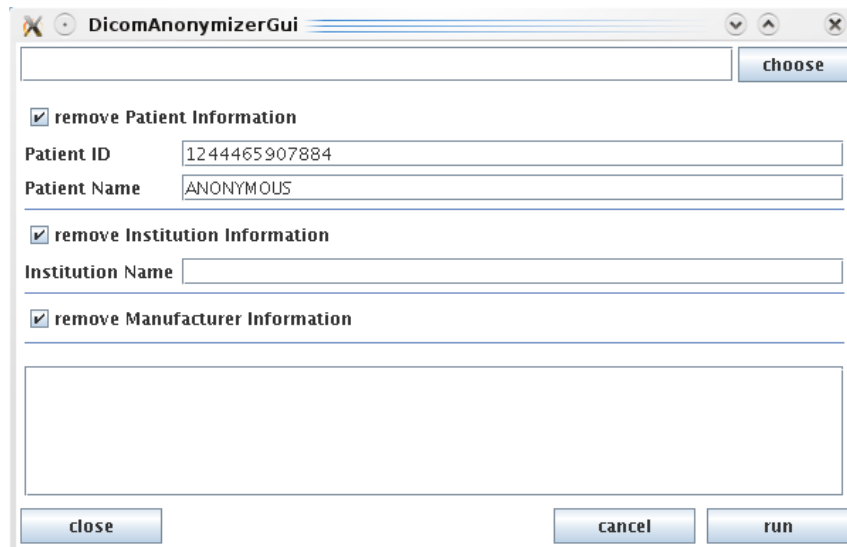 DicomAnonymizerGui
choose
remove Patient Information
Patient ID 1244465907884
Patient Name ANONYMOUS
remove Institution Information
Institution Name
remove Manufacturer Information
close cancel run